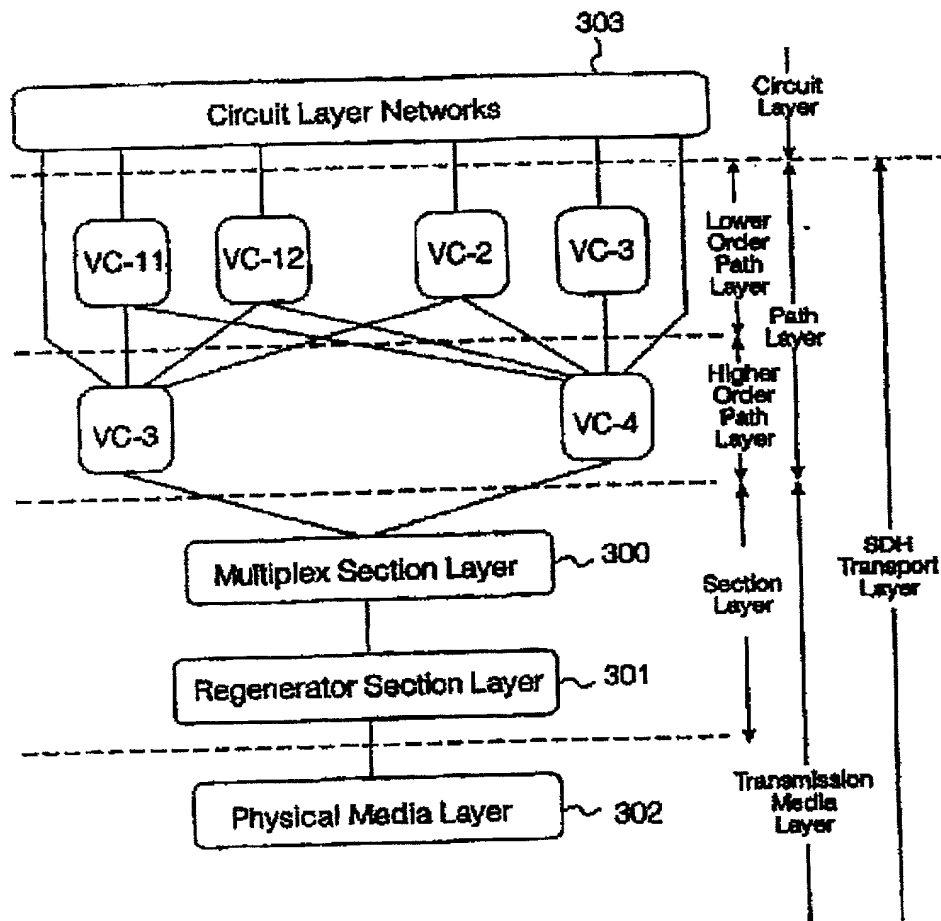 303
Circuit Layer Networks
Circuit
Layer
VC-11
VC-12
VC-2
VC-3
Lower
Order
Path
Layer
Path
Layer
Higher
Order
Path
Layer
VC-3
VC-4
Multiplex Section Layer
300
Section
Layer
SDH
Transport
Layer
Regenerator Section Layer
301
Physical Media Layer
302
Transmission
Media
Layer